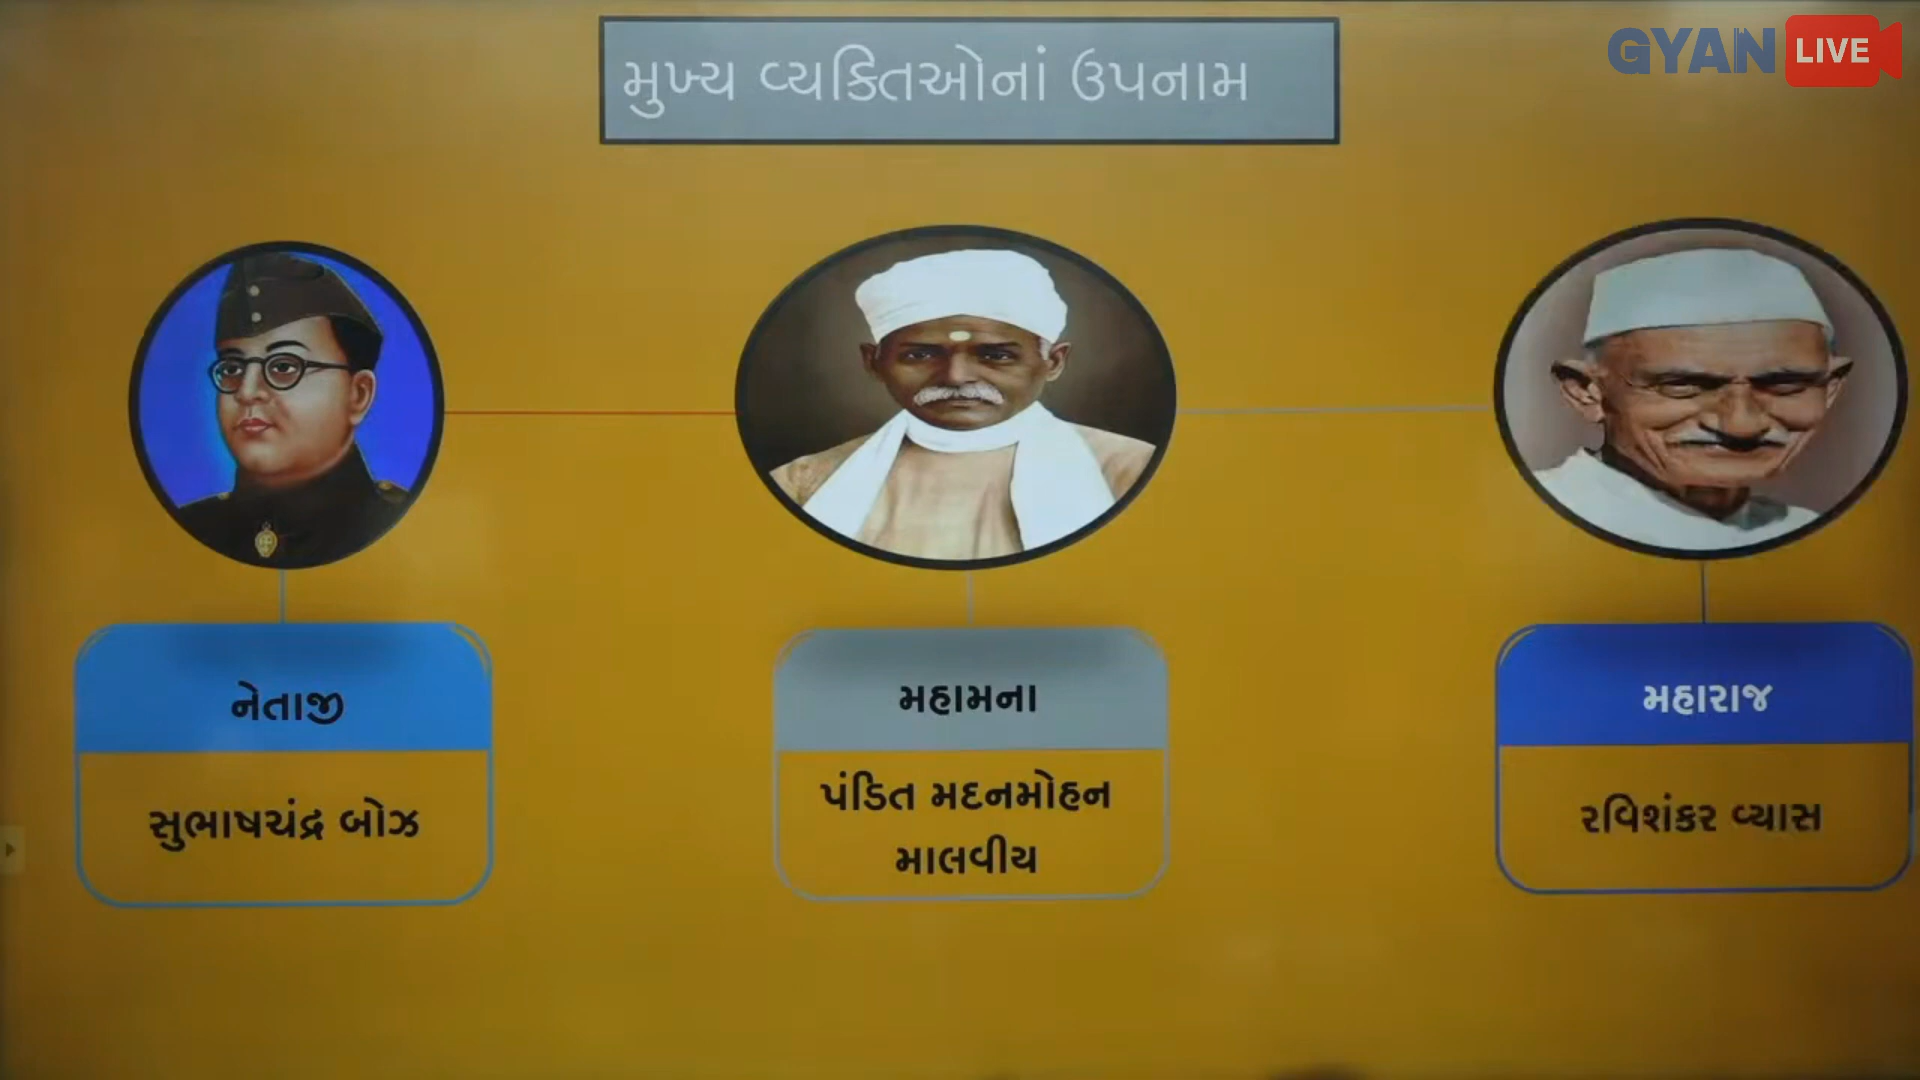 મુખ્ય વ્યક્તિઓનાં ઉપનામ
GYAN LIVE
નેતાજી
સુભાષચંદ્ર બોઝ
મહામના
પંડિત મદનમોહન
માલવીય
મહારાજ
રવિશંકર વ્યાસ